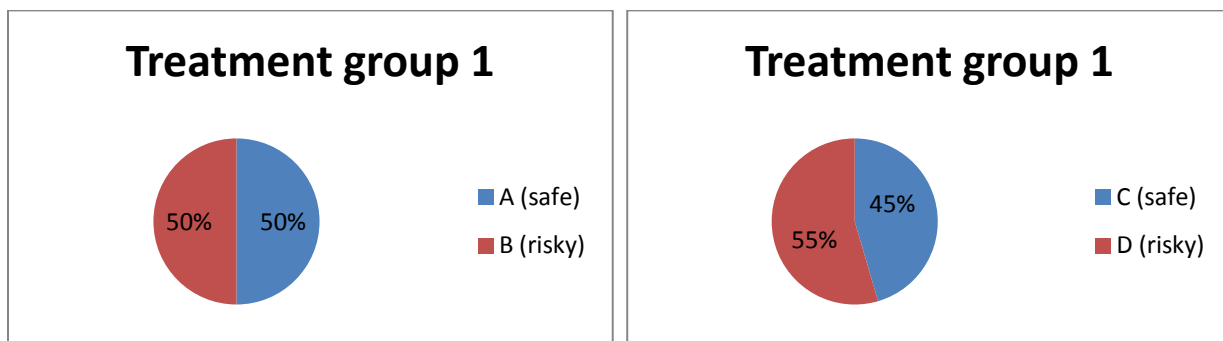 Treatment group 1
50%
50%
A (safe)
B (risky)
Treatment group 1
45%
55%
C (safe)
D (risky)